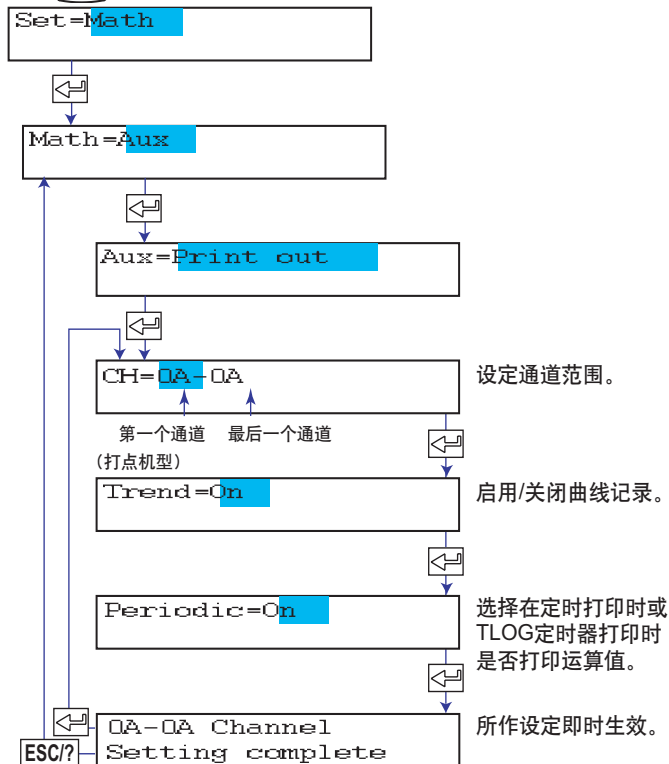 Set=Math
Math=Aux
Aux=Print out
CH=0A-0A
设定通道范围。
第一个通道 最后一个通道
(打点机型)
Trend=On
启用/关闭曲线记录。
Periodic=On
选择在定时打印时或
TLOG定时器打印时
是否打印运算值。
0A-0A Channel
所作设定即时生效。
ESC/?
Setting complete